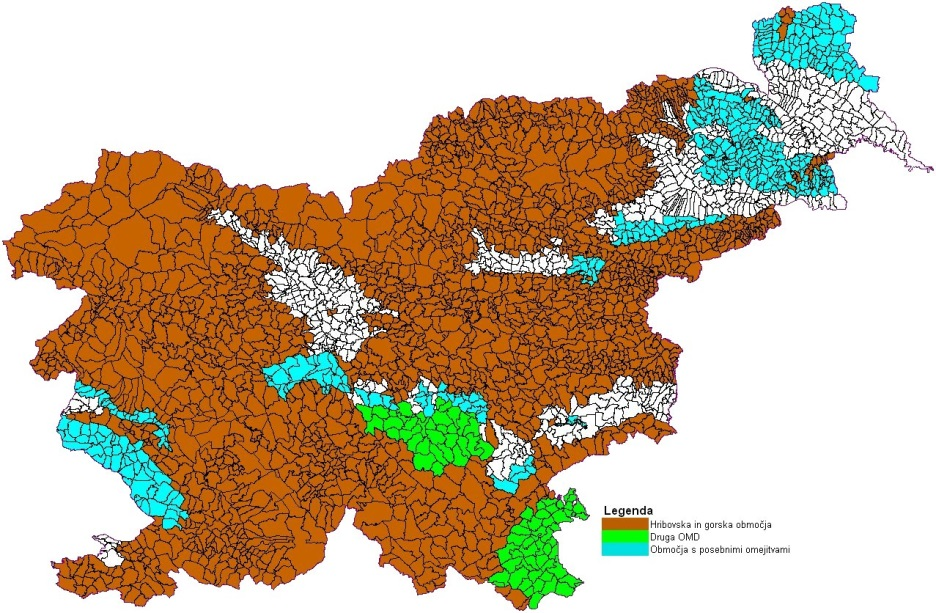 Legenda
Hribovska in gorska območja
Druga OMD
Območja s posebnimi omejitvami